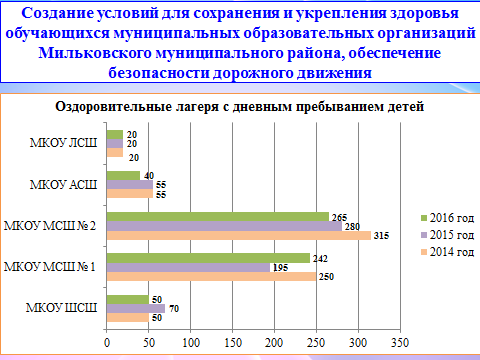 Создание условий для сохранения и укрепления здоровья
обучающихся муниципальных образовательных организаций
Мильковского муниципального района, обеспечение
безопасности дорожного движения
Оздоровительные лагеря с дневным пребыванием детей
МКОУ ЛСШ
20
20
20
МКОУ АСШ
40
55
55
МКОУ МСШ № 2
265
280
315
МКОУ МСШ № 1
242
195
250
МКОУ ШСШ
50
70
50
2016 год
2015 год
2014 год
0 50 100 150 200 250 300 350